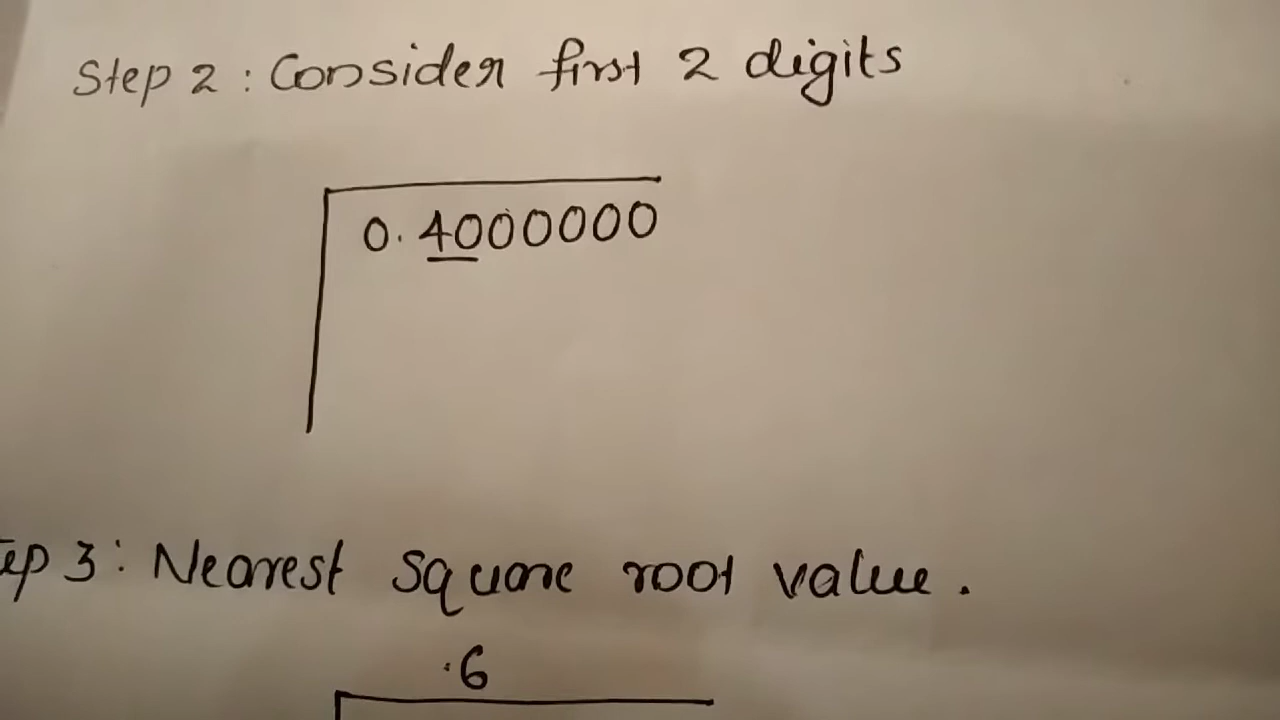 Step 2 : Consider first 2 digits
0.4000000
ep 3: Nearest square root value.
.6